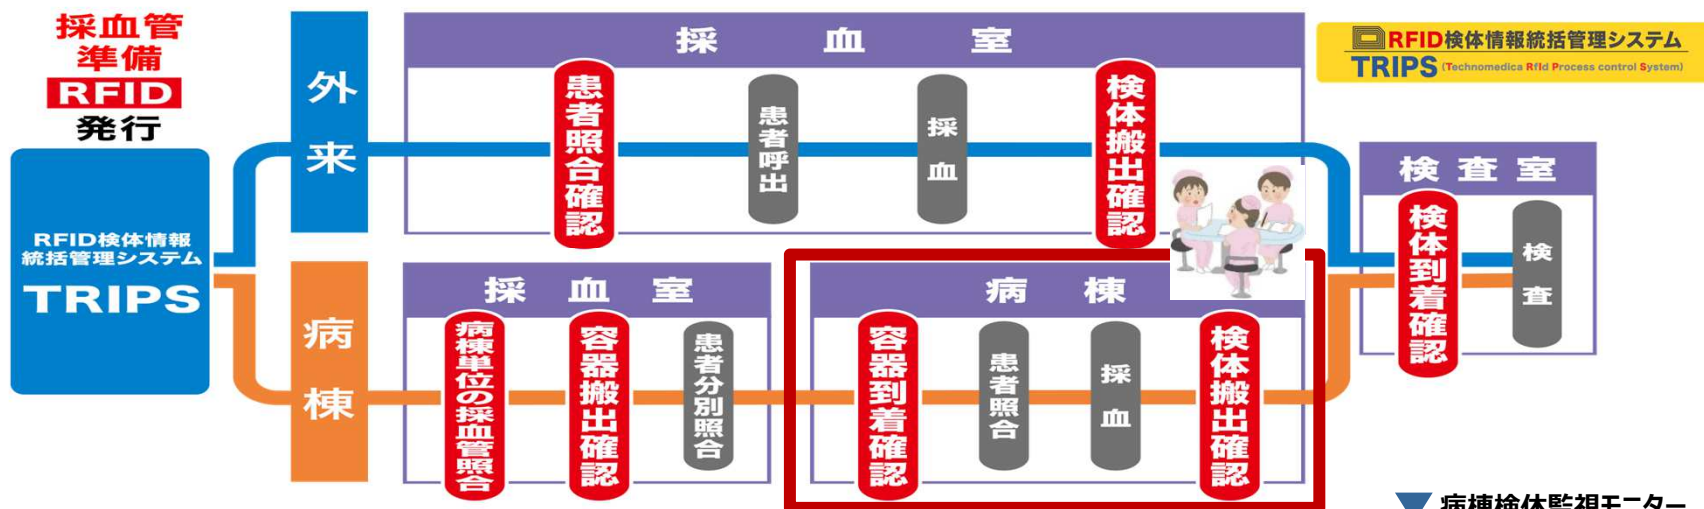 採血管
準備
RFID
発行
RFID検体情報
統括管理システム
TRIPS
外来
採血室
患者照合確認
患者呼出
採血
検体搬出確認
RFID検体情報統括管理システム
TRIPS (Technomedica RfId Process control System)
検査室
検体到着確認
検査
病棟
採血室
病棟単位の採血管照合
容器搬出確認
患者分別照合
病棟
容器到着確認
患者照合
採血
検体搬出確認
病棟検体監視モニター